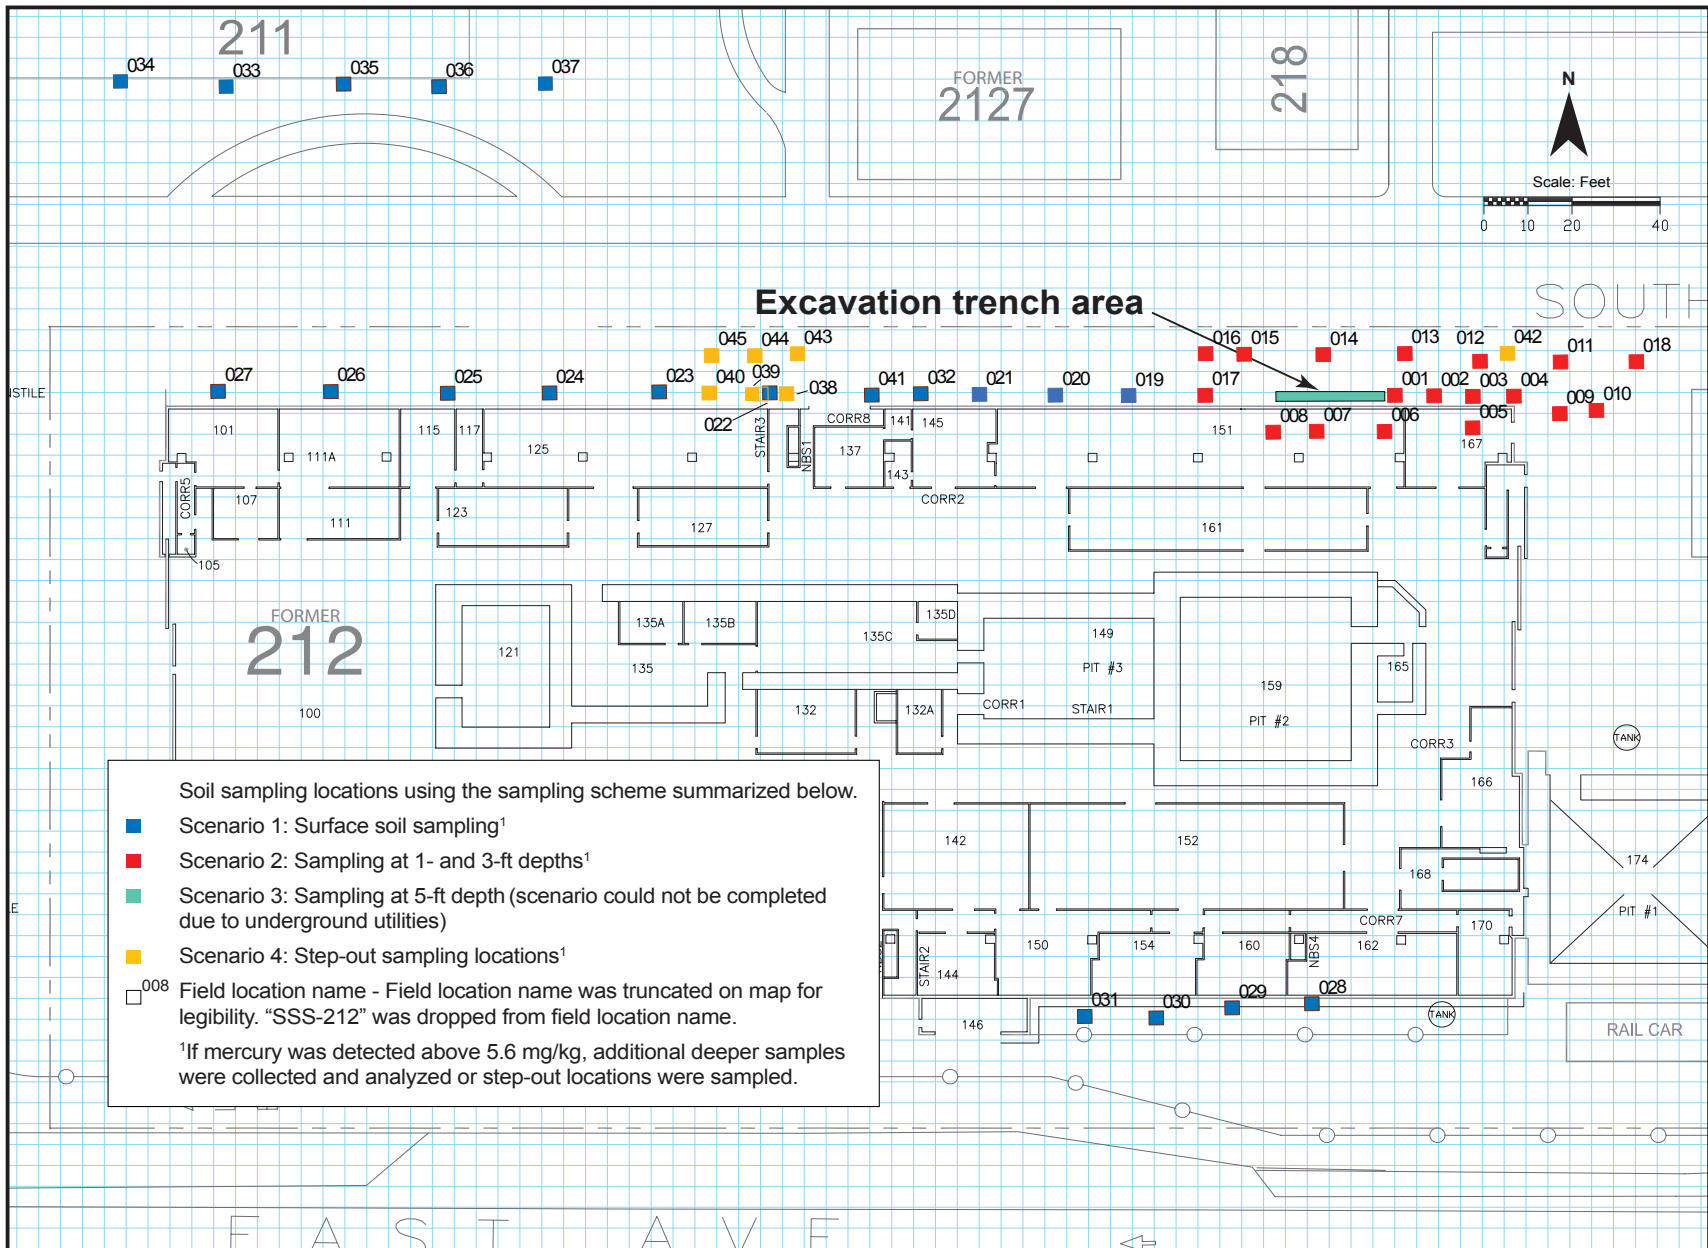 211
034
033
035
036
037
FORMER
2127
218
N
Scale: Feet
0 10 20 40
SOUTH
Excavation trench area
045
044
043
016
015
014
013
012
042
011
018
027
026
025
024
023
040
039
038
022
041
032
021
020
019
017
001
002
003
004
005
006
007
008
009
010
101
111A
115
117
125
STAIR3
NBS1
CORR8
137
141
145
143
CORR2
151
167
CORR5
107
111
123
127
161
105
FORMER
212
100
121
135A
135B
135
135C
135D
149
PIT #3
CORR1
STAIR1
132
132A
159
PIT #2
165
CORR3
TANK
166
142
152
168
174
PIT #1
CORR7
170
150
154
160
NBS4
162
STAIR2
144
146
031
030
029
028
TANK
RAIL CAR
Soil sampling locations using the sampling scheme summarized below.
Scenario 1: Surface soil sampling¹
Scenario 2: Sampling at 1- and 3-ft depths¹
Scenario 3: Sampling at 5-ft depth (scenario could not be completed
due to underground utilities)
Scenario 4: Step-out sampling locations¹
008 Field location name - Field location name was truncated on map for
legibility. “SSS-212” was dropped from field location name.
¹If mercury was detected above 5.6 mg/kg, additional deeper samples
were collected and analyzed or step-out locations were sampled.
EAST AVE